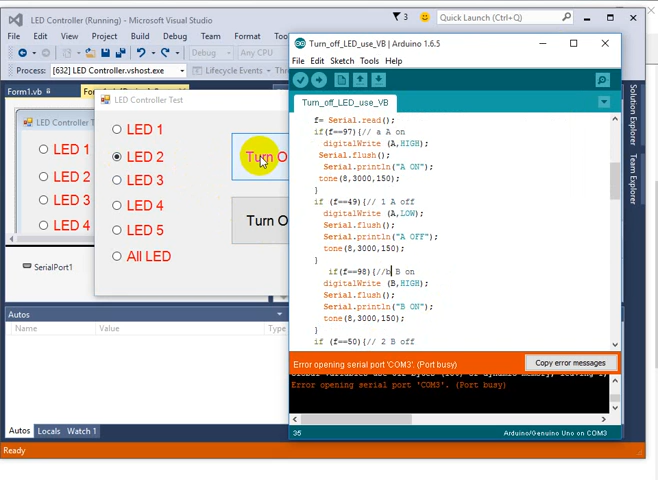 LED Controller (Running) - Microsoft Visual Studio
3
Quick Launch (Ctrl+Q)
File Edit View Project Build Debug Team Format
Debug Any CPU
Process: [632] LED Controller.vshost.exe Lifecycle Events
Form1.vb
LED Controller T
LED 1
LED 2
LED 3
LED 4
SerialPort1
LED Controller Test
LED 1
LED 2
LED 3
LED 4
LED 5
All LED
Turn O
Turn O
Autos
Name Value Type
Autos Locals Watch 1
Ready
Solution Explorer
Team Explorer
Turn_off_LED_use_VB | Arduino 1.6.5
File Edit Sketch Tools Help
Turn_off_LED_use_VB
f= Serial.read();
if(f==97){// a A on
digitalWrite (A,HIGH);
Serial.flush();
Serial.println("A ON");
tone(8,3000,150);
}
if (f==49){// 1 A off
digitalWrite (A,LOW);
Serial.flush();
Serial.println("A OFF");
tone(8,3000,150);
}
if(f==98){//b B on
digitalWrite (B,HIGH);
Serial.flush();
Serial.println("B ON");
tone(8,3000,150);
}
if (f==50){// 2 B off
Error opening serial port 'COM3'. (Port busy)
Copy error messages
Error opening serial port 'COM3'. (Port busy)
35
Arduino/Genuino Uno on COM3